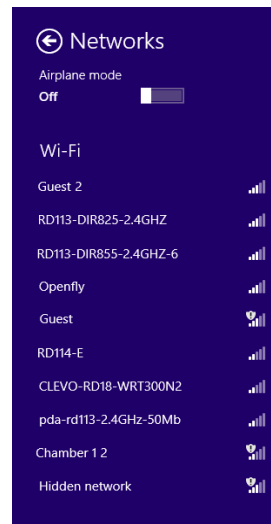 Networks
Airplane mode
Off
Wi-Fi
Guest 2
RD113-DIR825-2.4GHZ
RD113-DIR855-2.4GHZ-6
Openfly
Guest
RD114-E
CLEVO-RD18-WRT300N2
pda-rd113-2.4GHz-50Mb
Chamber 1 2
Hidden network